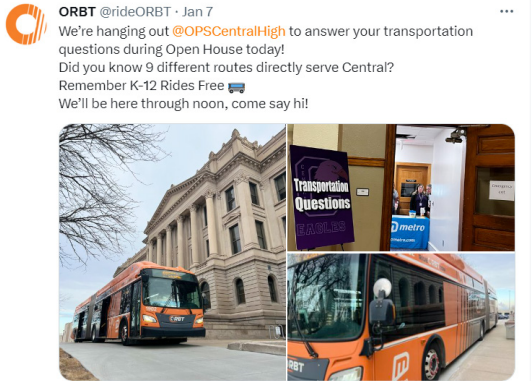 ORBT @rideORBT · Jan 7
We're hanging out @OPSCentralHigh to answer your transportation
questions during Open House today!
Did you know 9 different routes directly serve Central?
Remember K-12 Rides Free
We'll be here through noon, come say hi!
ORBT
Transportation
Questions
EAGLES
metro
metro.com
ORBT